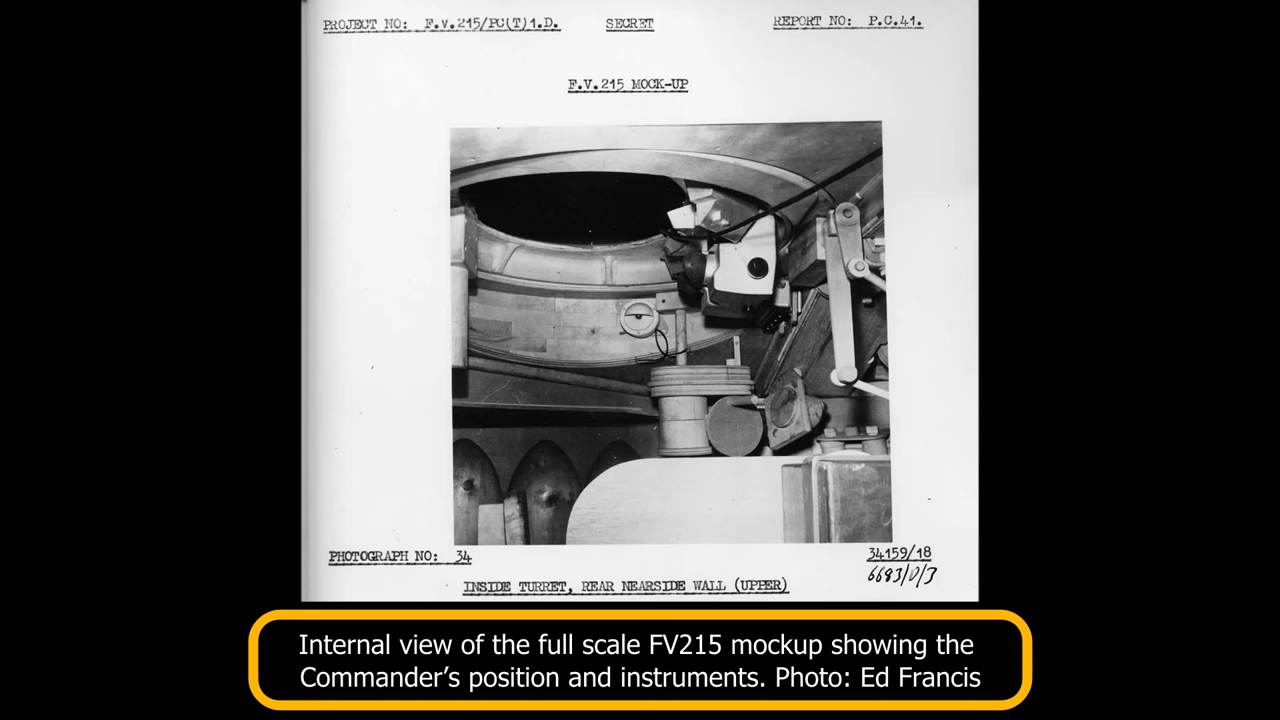 PROJECT NO: F.V.215/PC(T)1.D. SECRET REPORT NO: P.C.41.
F.V.215 MOCK-UP
PHOTOGRAPH NO: 34 34159/18
6683/0/3
INSIDE TURRET, REAR NEARSIDE WALL (UPPER)
Internal view of the full scale FV215 mockup showing the
Commander’s position and instruments. Photo: Ed Francis